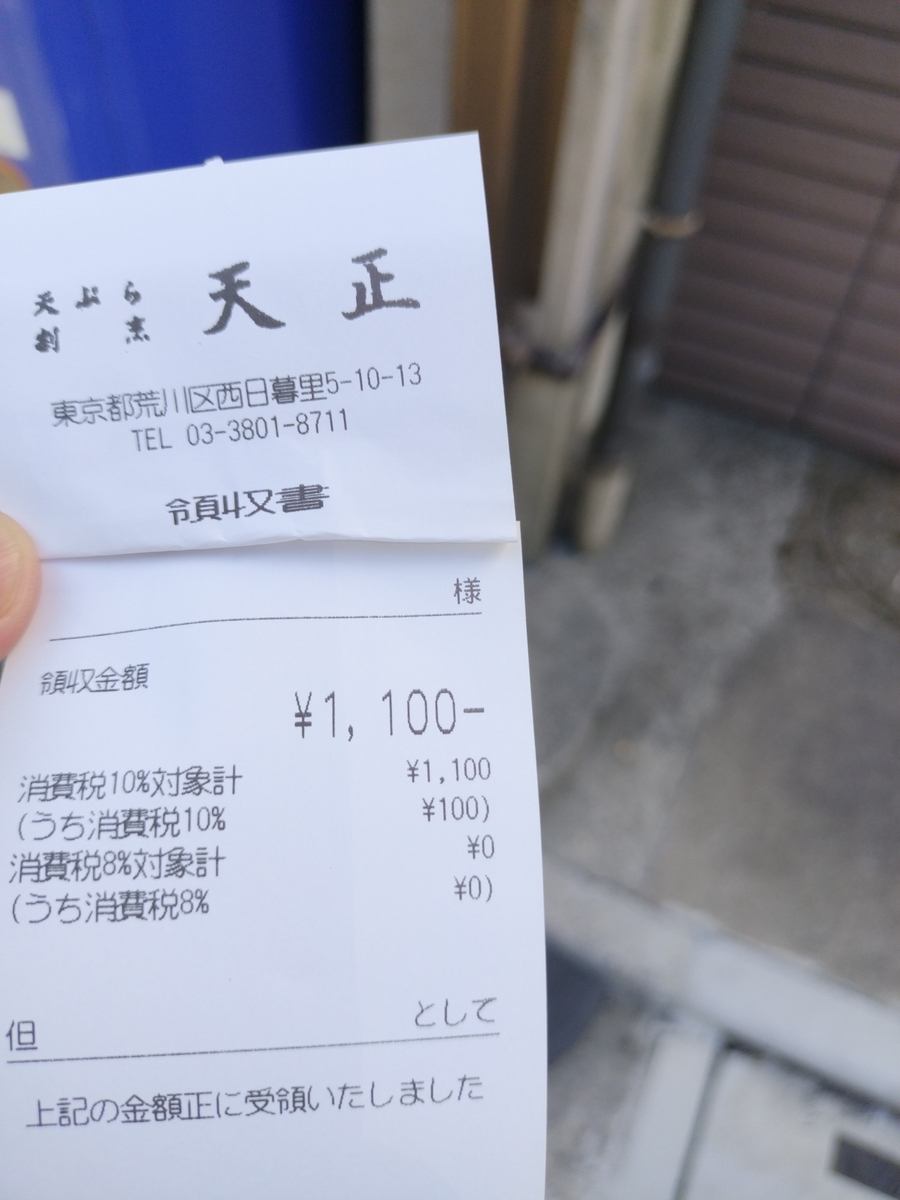 天ぷら 天正
割烹
東京都荒川区西日暮里5-10-13
TEL 03-3801-8711
領収書
様
領収金額
¥1,100-
消費税10%対象計 ¥1,100
(うち消費税10% ¥100)
消費税8%対象計 ¥0
(うち消費税8% ¥0)
但 として
上記の金額正に受領いたしました